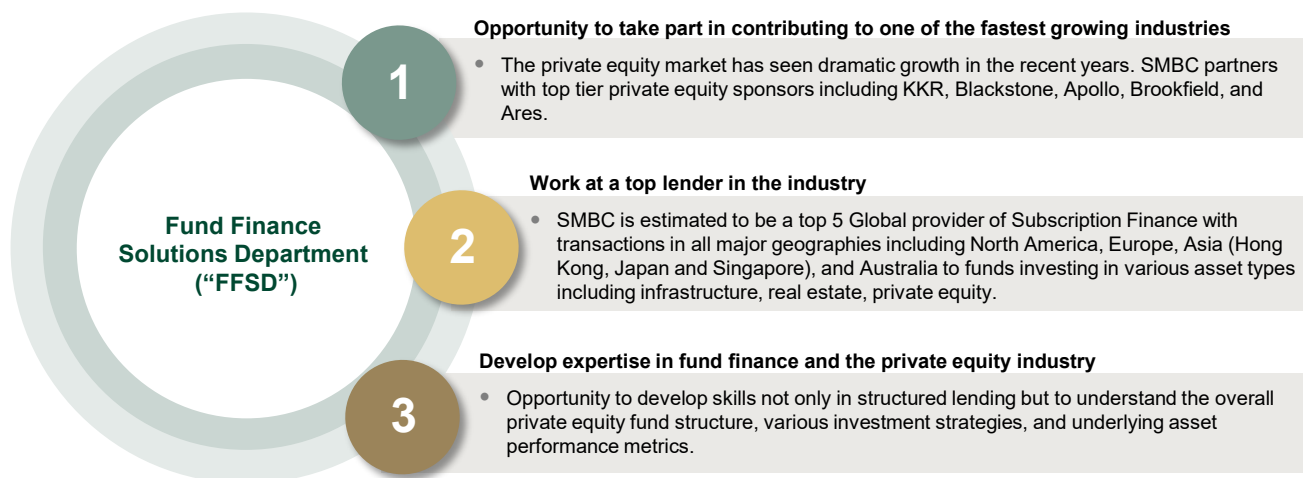 Opportunity to take part in contributing to one of the fastest growing industries
1
• The private equity market has seen dramatic growth in the recent years. SMBC partners
with top tier private equity sponsors including KKR, Blackstone, Apollo, Brookfield, and
Ares.
Fund Finance
Solutions Department
(“FFSD”)
Work at a top lender in the industry
2
• SMBC is estimated to be a top 5 Global provider of Subscription Finance with
transactions in all major geographies including North America, Europe, Asia (Hong
Kong, Japan and Singapore), and Australia to funds investing in various asset types
including infrastructure, real estate, private equity.
Develop expertise in fund finance and the private equity industry
3
• Opportunity to develop skills not only in structured lending but to understand the overall
private equity fund structure, various investment strategies, and underlying asset
performance metrics.